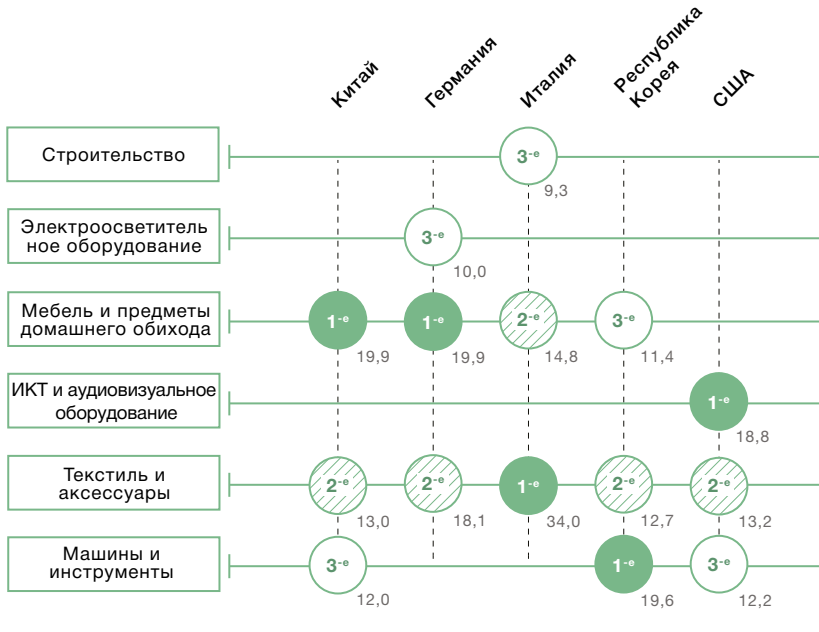 Китай
Германия
Италия
Республика
Корея
США
Строительство
3-е
9,3
Электроосветитель
ное оборудование
3-е
10,0
Мебель и предметы
домашнего обихода
1-е
19,9
1-е
19,9
2-е
14,8
3-е
11,4
ИКТ и аудиовизуальное
оборудование
1-е
18,8
Текстиль и
аксессуары
2-е
13,0
2-е
18,1
1-е
34,0
2-е
12,7
2-е
13,2
Машины и
инструменты
3-е
12,0
1-е
19,6
3-е
12,2